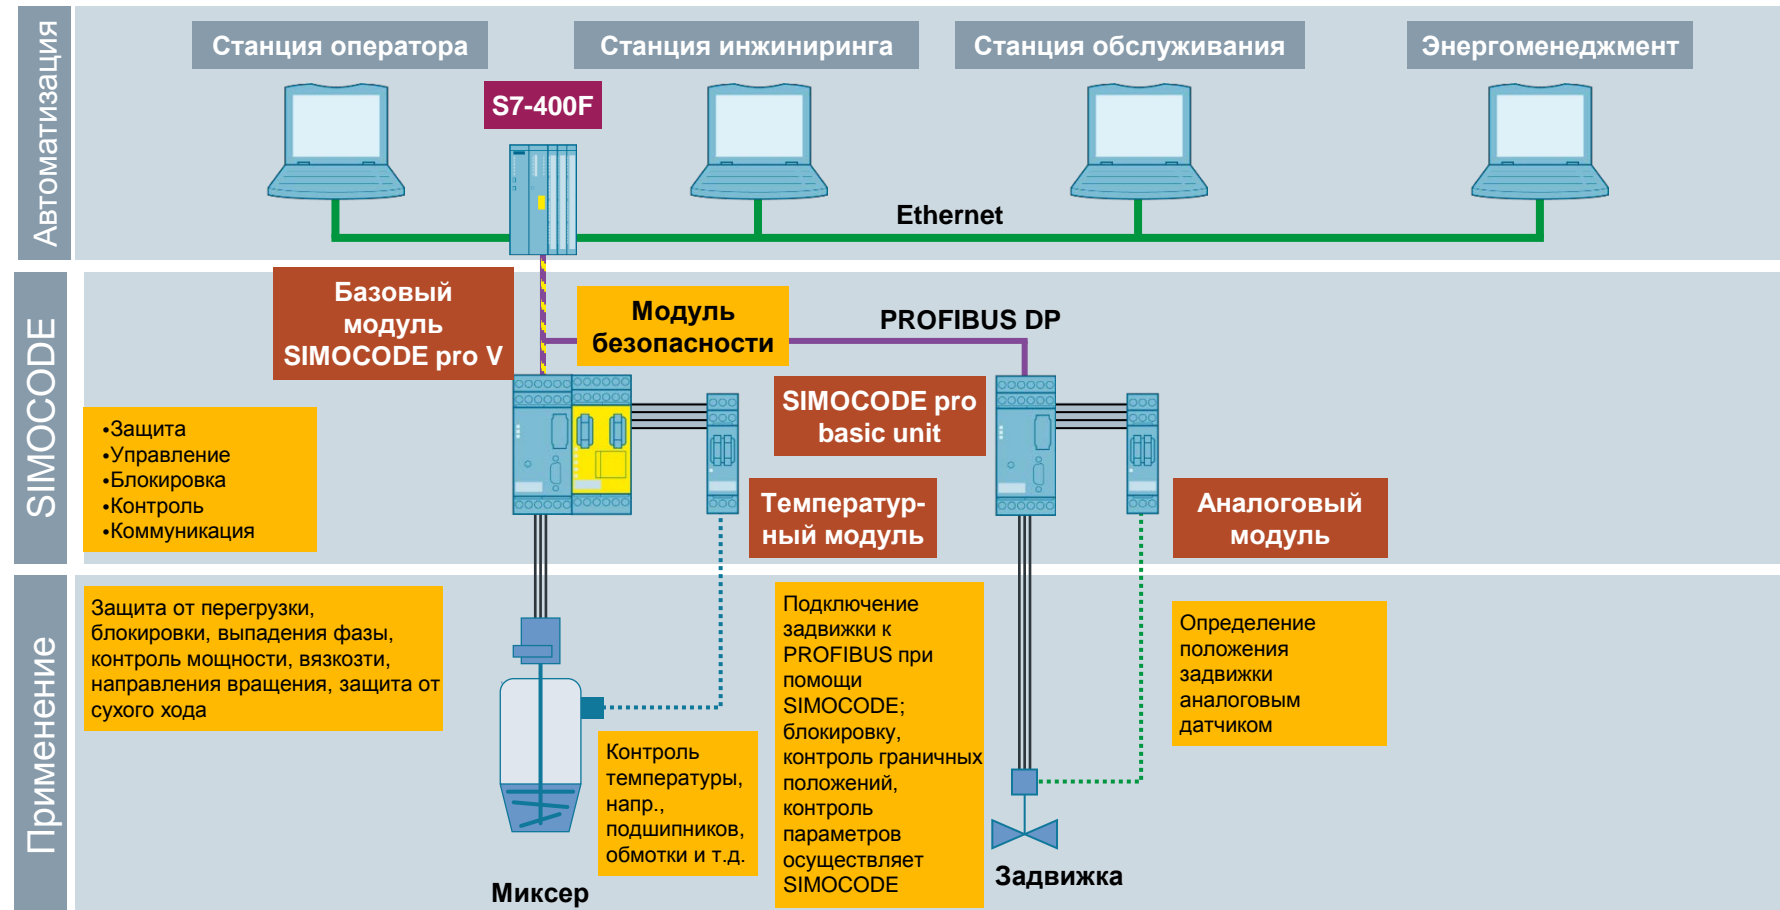 Автоматизация
Станция оператора
Станция инжиниринга
Станция обслуживания
Энергоменеджмент
S7-400F
Ethernet
SIMOCODE
Базовый
модуль
SIMOCODE pro V
Модуль
безопасности
PROFIBUS DP
SIMOCODE pro
basic unit
•Защита
•Управление
•Блокировка
•Контроль
•Коммуникация
Температур-
ный модуль
Аналоговый
модуль
Применение
Защита от перегрузки,
блокировки, выпадения фазы,
контроль мощности, вязкозти,
направления вращения, защита от
сухого хода
Контроль
температуры,
напр.,
подшипников,
обмотки и т.д.
Миксер
Подключение
задвижки к
PROFIBUS при
помощи
SIMOCODE;
блокировку,
контроль граничных
положений,
контроль
параметров
осуществляет
SIMOCODE
Определение
положения
задвижки
аналоговым
датчиком
Задвижка